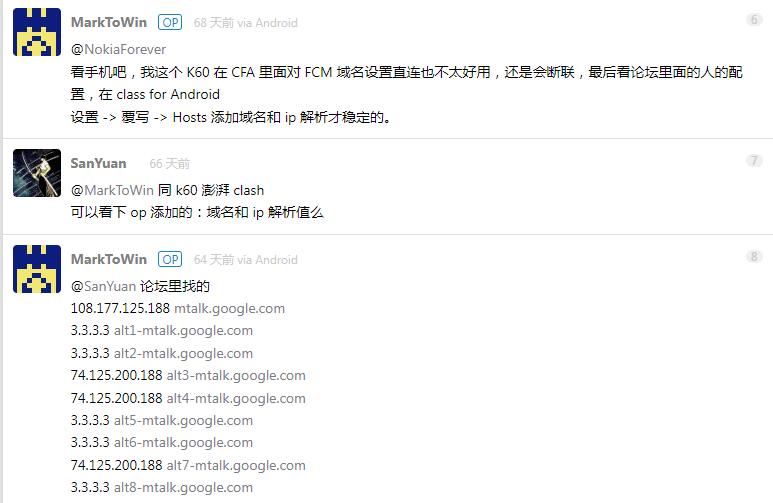 MarkToWin OP 68 天前 via Android 6
@NokiaForever
看手机吧，我这个 K60 在 CFA 里面对 FCM 域名设置直连也不太好用，还是会断联，最后看论坛里面的人的配
置，在 class for Android
设置 -> 覆写 -> Hosts 添加域名和 ip 解析才稳定的。
SanYuan 66 天前 7
@MarkToWin 同 k60 澎湃 clash
可以看下 op 添加的：域名和 ip 解析值么
MarkToWin OP 64 天前 via Android 8
@SanYuan 论坛里找的
108.177.125.188 mtalk.google.com
3.3.3.3 alt1-mtalk.google.com
3.3.3.3 alt2-mtalk.google.com
74.125.200.188 alt3-mtalk.google.com
74.125.200.188 alt4-mtalk.google.com
3.3.3.3 alt5-mtalk.google.com
3.3.3.3 alt6-mtalk.google.com
74.125.200.188 alt7-mtalk.google.com
3.3.3.3 alt8-mtalk.google.com